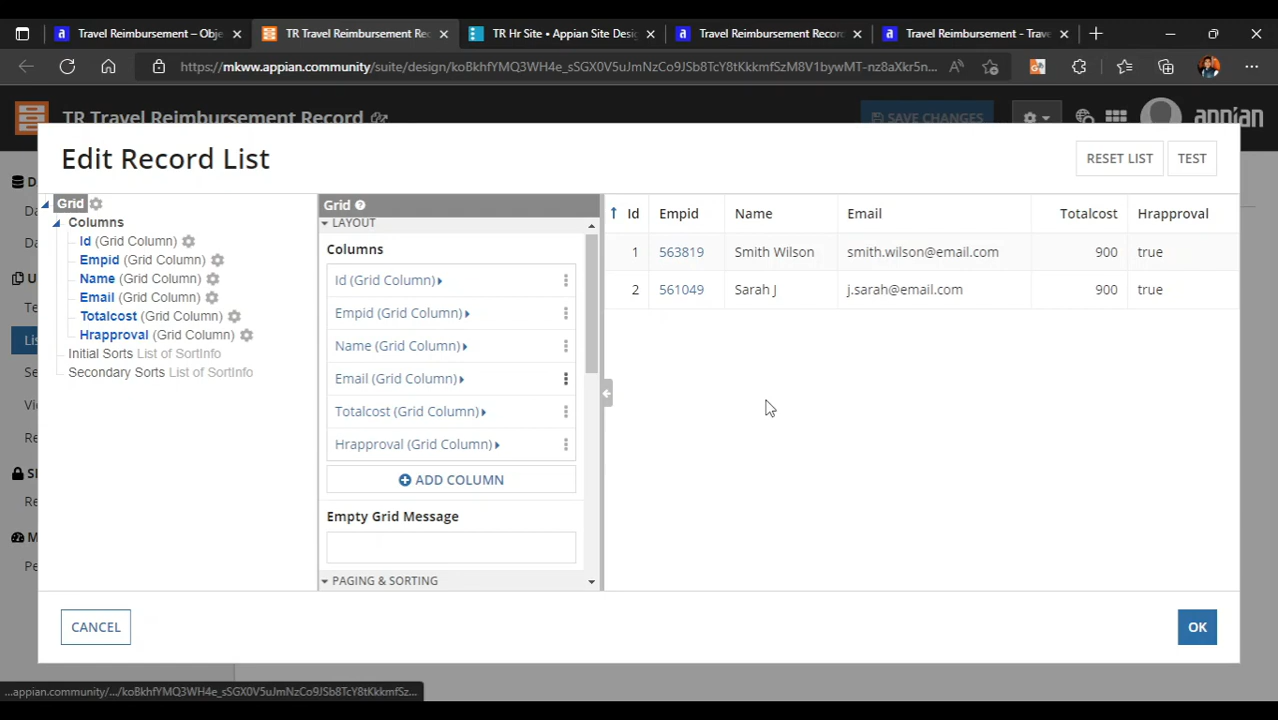 Travel Reimbursement – Obje
TR Travel Reimbursement Rec
TR Hr Site • Appian Site Desig
Travel Reimbursement Record
Travel Reimbursement - Trave
https://mkww.appian.community/suite/design/koBkhfYMQ3WH4e_sSGX0V5uJmNzCo9JSb8TcY8tKkkmfSzM8V1bywMT-nz8aXkr5n...
TR Travel Reimbursement Record
SAVE CHANGES
appian
Edit Record List
RESET LIST
TEST
Grid
Columns
Id (Grid Column)
Empid (Grid Column)
Name (Grid Column)
Email (Grid Column)
Totalcost (Grid Column)
Hrapproval (Grid Column)
Initial Sorts List of SortInfo
Secondary Sorts List of SortInfo
Grid
LAYOUT
Columns
Id (Grid Column)
Empid (Grid Column)
Name (Grid Column)
Email (Grid Column)
Totalcost (Grid Column)
Hrapproval (Grid Column)
ADD COLUMN
Empty Grid Message
PAGING & SORTING
Id Empid Name Email Totalcost Hrapproval
1 563819 Smith Wilson smith.wilson@email.com 900 true
2 561049 Sarah J j.sarah@email.com 900 true
CANCEL
OK
...appian.community/.../koBkhfYMQ3WH4e_sSGX0V5uJmNzCo9JSb8TcY8tKkkmfSz...